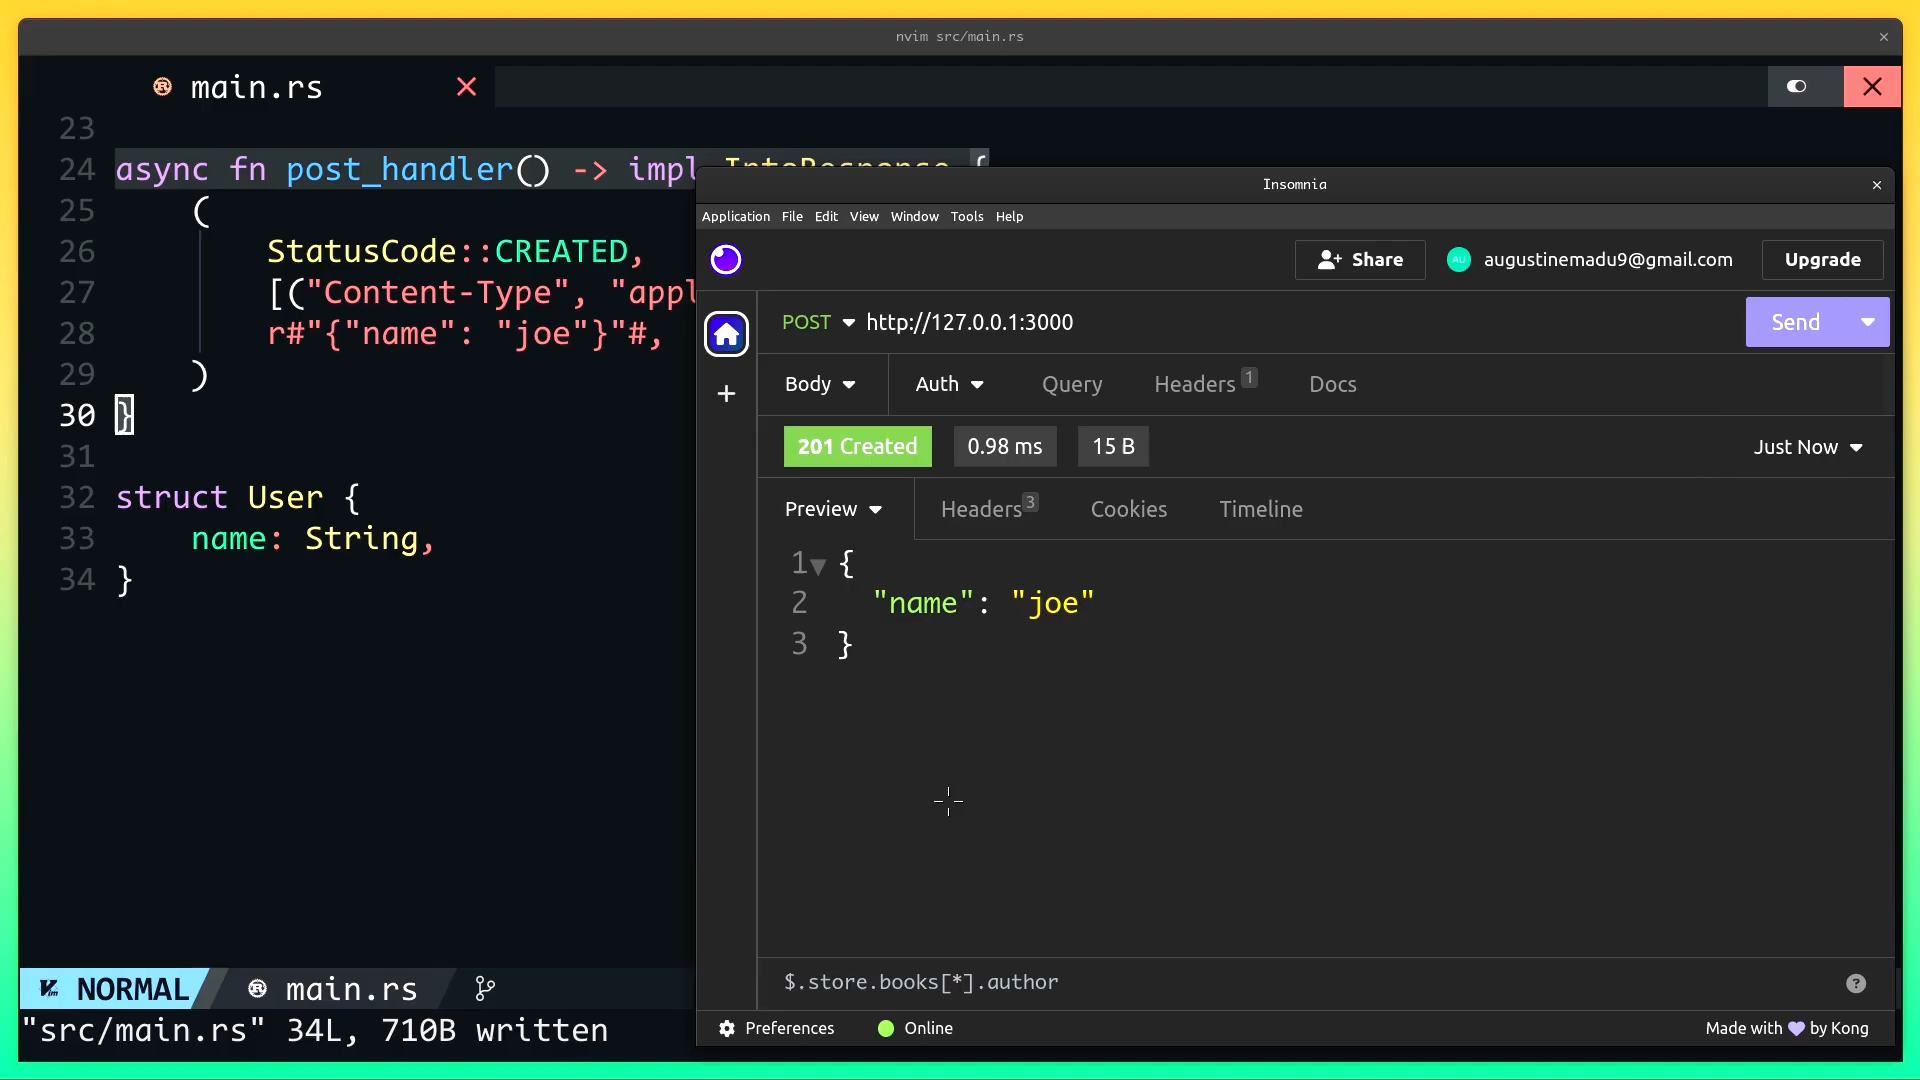 nvim src/main.rs
main.rs
23
24 async fn post_handler() -> impl IntoResponse {
25 (
26 StatusCode::CREATED,
27 [("Content-Type", "appl
28 r#"{"name": "joe"}"#,
29 )
30 }
31
32 struct User {
33 name: String,
34 }
NORMAL main.rs
"src/main.rs" 34L, 710B written
Insomnia
Application File Edit View Window Tools Help
Share AU augustinemadu9@gmail.com Upgrade
POST http://127.0.0.1:3000 Send
Body Auth Query Headers 1 Docs
201 Created 0.98 ms 15 B Just Now
Preview Headers 3 Cookies Timeline
1 {
2 "name": "joe"
3 }
$.store.books[*].author ?
Preferences Online Made with 💜 by Kong